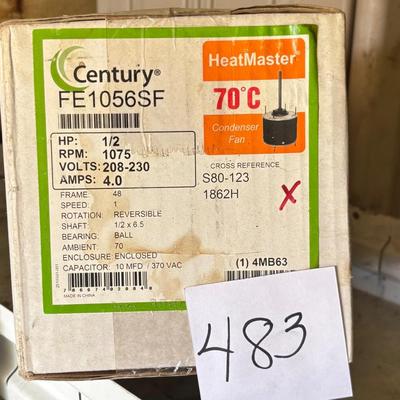 Century®
FE1056SF
HeatMaster
70°C
Condenser
Fan
HP: 1/2
RPM: 1075
VOLTS: 208-230
AMPS: 4.0
CROSS REFERENCE
S80-123
1862H
X
FRAME: 48
SPEED: 1
ROTATION: REVERSIBLE
SHAFT: 1/2 x 6.5
BEARING: BALL
AMBIENT: 70
ENCLOSURE: ENCLOSED
CAPACITOR: 10 MFD / 370 VAC
(1) 4MB63
MADE IN CHINA
483